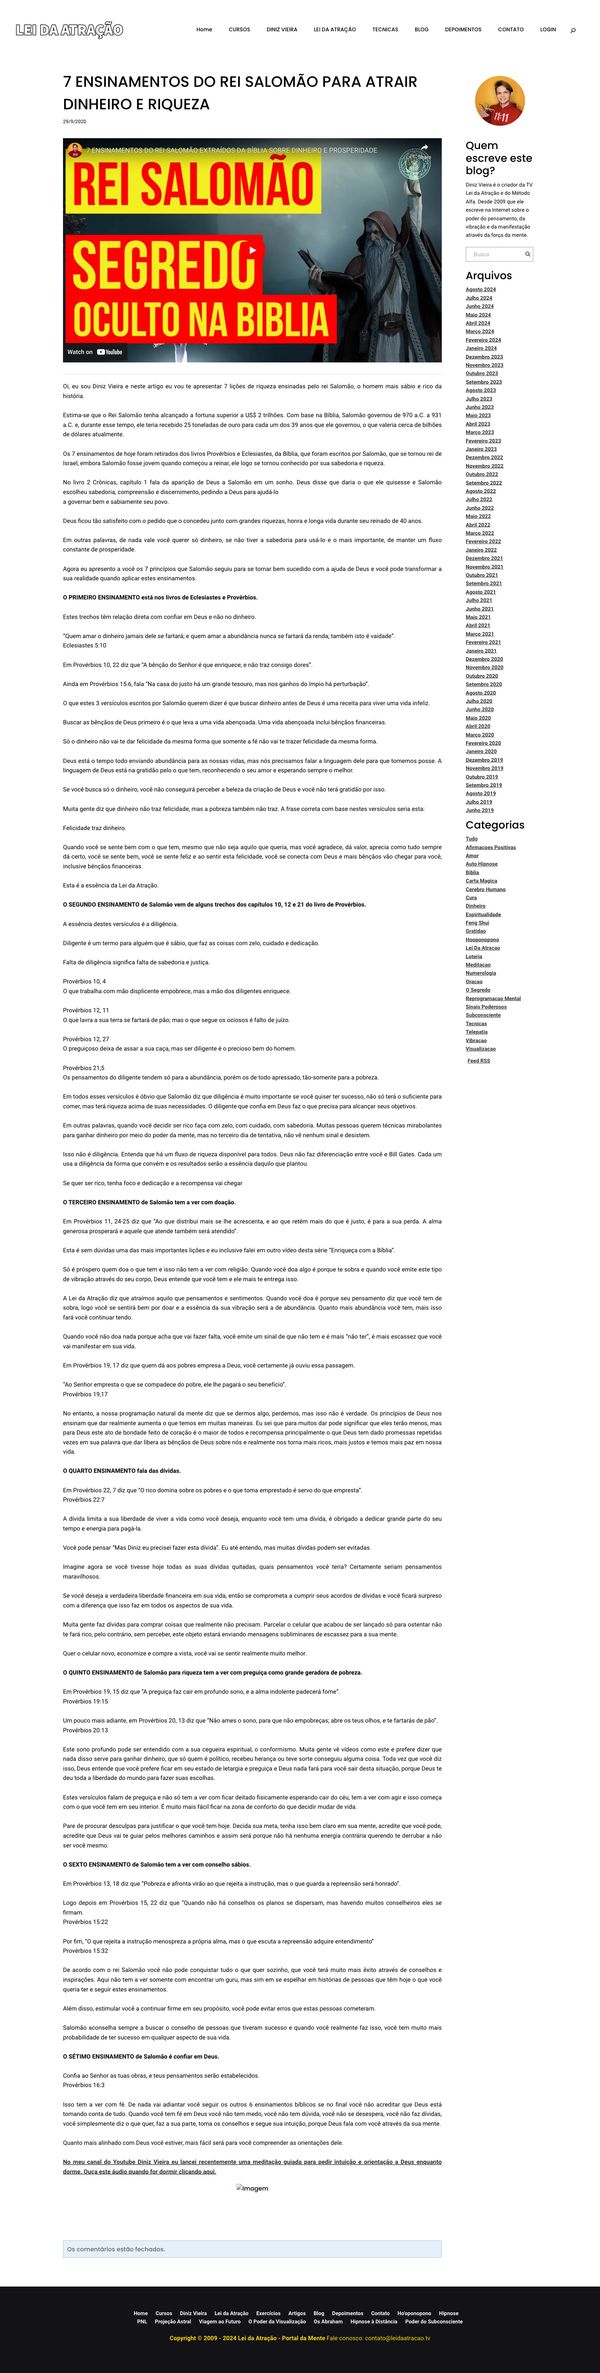 LEI DA ATRAÇÃO
Home CURSOS DINIZ VIEIRA LEI DA ATRAÇÃO TECNICAS BLOG DEPOIMENTOS CONTATO LOGIN
7 ENSINAMENTOS DO REI SALOMÃO PARA ATRAIR
DINHEIRO E RIQUEZA
29/9/2020
7 ENSINAMENTOS DO REI SALOMÃO EXTRAÍDOS DA BÍBLIA SOBRE DINHEIRO E PROSPERIDADE
Share
REI SALOMÃO
SEGREDO
OCULTO NA BIBLIA
Watch on YouTube
Oi, eu sou Diniz Vieira e neste artigo eu vou te apresentar 7 lições de riqueza ensinadas pelo rei Salomão, o homem mais sábio e rico da
história.
Estima-se que o Rei Salomão tenha alcançado a fortuna superior a US$ 2 trilhões. Com base na Bíblia, Salomão governou de 970 a.C. a 931
a.C. e, durante esse tempo, ele teria recebido 25 toneladas de ouro para cada um dos 39 anos que ele governou, o que valeria cerca de bilhões
de dólares atualmente.
Os 7 ensinamentos de hoje foram retirados dos livros Provérbios e Eclesiastes, da Bíblia, que foram escritos por Salomão, que se tornou rei de
Israel, embora Salomão fosse jovem quando começou a reinar, ele logo se tornou conhecido por sua sabedoria e riqueza.
No livro 2 Crônicas, capítulo 1 fala da aparição de Deus a Salomão em um sonho. Deus disse que daria o que ele quisesse e Salomão
escolheu sabedoria, compreensão e discernimento, pedindo a Deus para ajudá-lo
a governar bem e sabiamente seu povo.
Deus ficou tão satisfeito com o pedido que o concedeu junto com grandes riquezas, honra e longa vida durante seu reinado de 40 anos.
Em outras palavras, de nada vale você querer só dinheiro, se não tiver a sabedoria para usá-lo e o mais importante, de manter um fluxo
constante de prosperidade.
Agora eu apresento a você os 7 princípios que Salomão seguiu para se tornar bem sucedido com a ajuda de Deus e você pode transformar a
sua realidade quando aplicar estes ensinamentos.
O PRIMEIRO ENSINAMENTO está nos livros de Eclesiastes e Provérbios.
Estes trechos têm relação direta com confiar em Deus e não no dinheiro.
"Quem amar o dinheiro jamais dele se fartará; e quem amar a abundância nunca se fartará da renda; também isto é vaidade".
Eclesiastes 5:10
Em Provérbios 10, 22 diz que "A bênção do Senhor é que enriquece; e não traz consigo dores".
Ainda em Provérbios 15:6, fala "Na casa do justo há um grande tesouro, mas nos ganhos do ímpio há perturbação".
O que estes 3 versículos escritos por Salomão querem dizer é que buscar dinheiro antes de Deus é uma receita para viver uma vida infeliz.
Buscar as bênçãos de Deus primeiro é o que leva a uma vida abençoada. Uma vida abençoada inclui bênçãos financeiras.
Só o dinheiro não vai te dar felicidade da mesma forma que somente a fé não vai te trazer felicidade da mesma forma.
Deus está o tempo todo enviando abundância para as nossas vidas, mas nós precisamos falar a linguagem dele para que tomemos posse. A
linguagem de Deus está na gratidão pelo o que tem, reconhecendo o seu amor e esperando sempre o melhor.
Se você busca só o dinheiro, você não conseguirá perceber a beleza da criação de Deus e você não terá gratidão por isso.
Muita gente diz que dinheiro não traz felicidade, mas a pobreza também não traz. A frase correta com base nestes versículos seria esta:
Felicidade traz dinheiro.
Quando você se sente bem com o que tem, mesmo que não seja aquilo que queria, mas você agradece, dá valor, aprecia como tudo sempre
dá certo, você se sente bem, você se sente feliz e ao sentir esta felicidade, você se conecta com Deus e mais bênçãos vão chegar para você,
inclusive bênçãos financeiras.
Esta é a essência da Lei da Atração.
O SEGUNDO ENSINAMENTO de Salomão vem de alguns trechos dos capítulos 10, 12 e 21 do livro de Provérbios.
A essência destes versículos é a diligência.
Diligente é um termo para alguém que é sábio, que faz as coisas com zelo, cuidado e dedicação.
Falta de diligência significa falta de sabedoria e justiça.
Provérbios 10, 4
O que trabalha com mão displicente empobrece, mas a mão dos diligentes enriquece.
Provérbios 12, 11
O que lavra a sua terra se fartará de pão; mas o que segue os ociosos é falto de juízo.
Provérbios 12, 27
O preguiçoso deixa de assar a sua caça, mas ser diligente é o precioso bem do homem.
Provérbios 21,5
Os pensamentos do diligente tendem só para a abundância, porém os de todo apressado, tão-somente para a pobreza.
Em todos esses versículos é óbvio que Salomão diz que diligência é muito importante se você quiser ter sucesso, não só terá o suficiente para
comer, mas terá riqueza acima de suas necessidades. O diligente que confia em Deus faz o que precisa para alcançar seus objetivos.
Em outras palavras, quando você decidir ser rico faça com zelo, com cuidado, com sabedoria. Muitas pessoas querem técnicas mirabolantes
para ganhar dinheiro por meio do poder da mente, mas no terceiro dia de tentativa, não vê nenhum sinal e desistem.
Isso não é diligência. Entenda que há um fluxo de riqueza disponível para todos. Deus não faz diferenciação entre você e Bill Gates. Cada um
usa a diligência da forma que convém e os resultados serão a essência daquilo que plantou.
Se quer ser rico, tenha foco e dedicação e a recompensa vai chegar
O TERCEIRO ENSINAMENTO de Salomão tem a ver com doação.
Em Provérbios 11, 24-25 diz que "Ao que distribui mais se lhe acrescenta, e ao que retém mais do que é justo, é para a sua perda. A alma
generosa prosperará e aquele que atende também será atendido".
Esta é sem dúvidas uma das mais importantes lições e eu inclusive falei em outro vídeo desta série "Enriqueça com a Bíblia".
Só é próspero quem doa o que tem e isso não tem a ver com religião. Quando você doa algo é porque te sobra e quando você emite este tipo
de vibração através do seu corpo, Deus entende que você tem e ele mais te entrega isso.
A Lei da Atração diz que atraímos aquilo que pensamentos e sentimentos. Quando você doa é porque seu pensamento diz que você tem de
sobra, logo você se sentirá bem por doar e a essência da sua vibração será a de abundância. Quanto mais abundância você tem, mais isso
fará você continuar tendo.
Quando você não doa nada porque acha que vai fazer falta, você emite um sinal de que não tem e é mais "não ter", é mais escassez que você
vai manifestar em sua vida.
Em Provérbios 19, 17 diz que quem dá aos pobres empresa a Deus, você certamente já ouviu essa passagem.
"Ao Senhor empresta o que se compadece do pobre, ele lhe pagará o seu benefício".
Provérbios 19,17
No entanto, a nossa programação natural da mente diz que se dermos algo, perdemos, mas isso não é verdade. Os princípios de Deus nos
ensinam que dar realmente aumenta o que temos em muitas maneiras. Eu sei que para muitos dar pode significar que eles terão menos, mas
para Deus este ato de bondade feito de coração é o maior de todos e recompensa principalmente o que Deus tem dado promessas repetidas
vezes em sua palavra que dar libera as bênçãos de Deus sobre nós e realmente nos torna mais ricos, mais justos e temos mais paz em nossa
vida.
O QUARTO ENSINAMENTO fala das dívidas.
Em Provérbios 22, 7 diz que "O rico domina sobre os pobres e o que toma emprestado é servo do que empresta".
Provérbios 22:7
A dívida limita a sua liberdade de viver a vida como você deseja, enquanto você tem uma dívida, é obrigado a dedicar grande parte do seu
tempo e energia para pagá-la.
Você pode pensar "Mas Diniz eu precisei fazer esta dívida". Eu até entendo, mas muitas dívidas podem ser evitadas.
Imagine agora se você tivesse hoje todas as suas dívidas quitadas, quais pensamentos você teria? Certamente seriam pensamentos
maravilhosos.
Se você deseja a verdadeira liberdade financeira em sua vida, então se comprometa a cumprir seus acordos de dívidas e você ficará surpreso
com a diferença que isso faz em todos os aspectos de sua vida.
Muita gente faz dívidas para comprar coisas que realmente não precisam. Parcelar o celular que acabou de ser lançado só para ostentar não
te fará rico, pelo contrário, sem perceber, este objeto estará enviando mensagens subliminares de escassez para a sua mente.
Quer o celular novo, economize e compre a vista, você vai se sentir realmente muito melhor.
O QUINTO ENSINAMENTO de Salomão para riqueza tem a ver com preguiça como grande geradora de pobreza.
Em Provérbios 19, 15 diz que "A preguiça faz cair em profundo sono, e a alma indolente padecerá fome".
Provérbios 19:15
Um pouco mais adiante, em Provérbios 20, 13 diz que "Não ames o sono, para que não empobreças; abre os teus olhos, e te fartarás de pão".
Provérbios 20:13
Este sono profundo pode ser entendido com a sua cegueira espiritual, o conformismo. Muita gente vê vídeos como este e prefere dizer que
nada disso serve para ganhar dinheiro, que só quem é político, recebeu herança ou teve sorte conseguiu alguma coisa. Toda vez que você diz
isso, Deus entende que você prefere ficar em seu estado de letargia e preguiça e Deus nada fará para você sair desta situação, porque Deus te
deu toda a liberdade do mundo para fazer suas escolhas.
Estes versículos falam de preguiça e não só tem a ver com ficar deitado fisicamente esperando cair do céu, tem a ver com agir e isso começa
com o que você tem em seu interior. É muito mais fácil ficar na zona de conforto do que decidir mudar de vida.
Pare de procurar desculpas para justificar o que você tem hoje. Decida sua meta, tenha isso bem claro em sua mente, acredite que você pode,
acredite que Deus vai te guiar pelos melhores caminhos e assim será porque não há nenhuma energia contrária querendo te derrubar a não
ser você mesmo.
O SEXTO ENSINAMENTO de Salomão tem a ver com conselho sábios.
Em Provérbios 13, 18 diz que "Pobreza e afronta virão ao que rejeita a instrução, mas o que guarda a repreensão será honrado".
Logo depois em Provérbios 15, 22 diz que "Quando não há conselhos os planos se dispersam, mas havendo muitos conselheiros eles se
firmam.
Provérbios 15:22
Por fim, "O que rejeita a instrução menospreza a própria alma, mas o que escuta a repreensão adquire entendimento"
Provérbios 15:32
De acordo com o rei Salomão você não pode conquistar tudo o que quer sozinho, que você terá muito mais êxito através de conselhos e
inspirações. Aqui não tem a ver somente com encontrar um guru, mas sim em se espelhar em histórias de pessoas que têm hoje o que você
queria ter e seguir estes ensinamentos.
Além disso, estimular você a continuar firme em seu propósito, você pode evitar erros que estas pessoas cometeram.
Salomão aconselha sempre a buscar o conselho de pessoas que tiveram sucesso e quando você realmente faz isso, você tem muito mais
probabilidade de ter sucesso em qualquer aspecto de sua vida.
O SÉTIMO ENSINAMENTO de Salomão é confiar em Deus.
Confia ao Senhor as tuas obras, e teus pensamentos serão estabelecidos.
Provérbios 16:3
Isso tem a ver com fé. De nada vai adiantar você seguir os outros 6 ensinamentos bíblicos se no final você não acreditar que Deus está
tomando conta de tudo. Quando você tem fé em Deus você não tem medo, você não tem dúvida, você não se desespera, você não faz dívidas,
você simplesmente diz o que quer, faz a sua parte, toma os conselhos e segue sua intuição, porque Deus fala com você através da sua mente.
Quanto mais alinhado com Deus você estiver, mais fácil será para você compreender as orientações dele.
No meu canal do Youtube Diniz Vieira eu lancei recentemente uma meditação guiada para pedir intuição e orientação a Deus enquanto
dorme. Ouça este áudio quando for dormir clicando aqui.
Imagem
Os comentários estão fechados.
11:11
Quem
escreve este
blog?
Diniz Vieira é o criador da TV
Lei da Atração e do Método
Alfa. Desde 2009 que ele
escreve na Internet sobre o
poder do pensamento, da
vibração e da manifestação
através da força da mente.
Busca
Arquivos
Agosto 2024
Julho 2024
Junho 2024
Maio 2024
Abril 2024
Março 2024
Fevereiro 2024
Janeiro 2024
Dezembro 2023
Novembro 2023
Outubro 2023
Setembro 2023
Agosto 2023
Julho 2023
Junho 2023
Maio 2023
Abril 2023
Março 2023
Fevereiro 2023
Janeiro 2023
Dezembro 2022
Novembro 2022
Outubro 2022
Setembro 2022
Agosto 2022
Julho 2022
Junho 2022
Maio 2022
Abril 2022
Março 2022
Fevereiro 2022
Janeiro 2022
Dezembro 2021
Novembro 2021
Outubro 2021
Setembro 2021
Agosto 2021
Julho 2021
Junho 2021
Maio 2021
Abril 2021
Março 2021
Fevereiro 2021
Janeiro 2021
Dezembro 2020
Novembro 2020
Outubro 2020
Setembro 2020
Agosto 2020
Julho 2020
Junho 2020
Maio 2020
Abril 2020
Março 2020
Fevereiro 2020
Janeiro 2020
Dezembro 2019
Novembro 2019
Outubro 2019
Setembro 2019
Agosto 2019
Julho 2019
Junho 2019
Categorias
Tudo
Afirmacoes Positivas
Amor
Auto Hipnose
Biblia
Carta Magica
Cerebro Humano
Cura
Dinheiro
Espiritualidade
Feng Shui
Gratidao
Hooponopono
Lei Da Atracao
Loteria
Meditacao
Numerologia
Oracao
O Segredo
Reprogramacao Mental
Sinais Poderosos
Subconsciente
Tecnicas
Telepatia
Vibracao
Visualizacao
Feed RSS
Home Cursos Diniz Vieira Lei da Atração Exercícios Artigos Blog Depoimentos Contato Ho'oponopono Hipnose
PNL Projeção Astral Viagem ao Futuro O Poder da Visualização Os Abraham Hipnose à Distância Poder do Subconsciente
Copyright © 2009 - 2024 Lei da Atração - Portal da Mente Fale conosco: contato@leidaatracao.tv